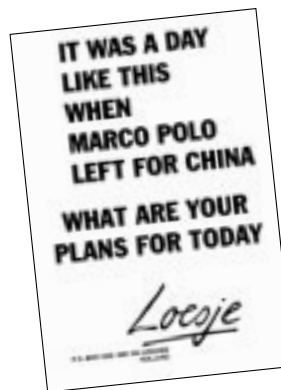 IT WAS A DAY
LIKE THIS
WHEN
MARCO POLO
LEFT FOR CHINA
WHAT ARE YOUR
PLANS FOR TODAY
Loesje